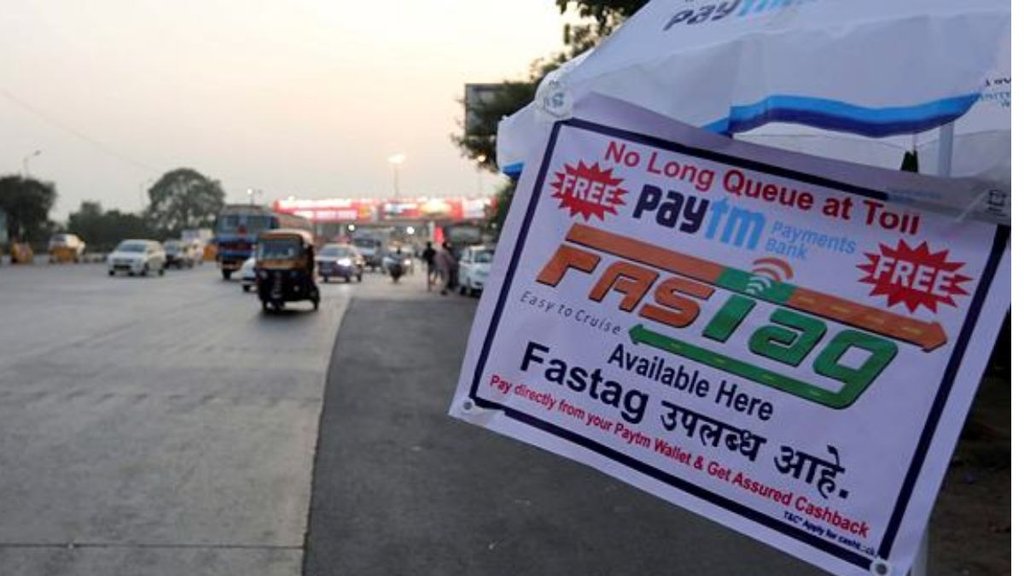 paytm
No Long Queue at Toll
FREE
paytm Payments Bank
FREE
FASTag
Easy to Cruise
Available Here
Fastag उपलब्ध आहे.
Pay directly from your Paytm Wallet & Get Assured Cashback
T&C* Apply for